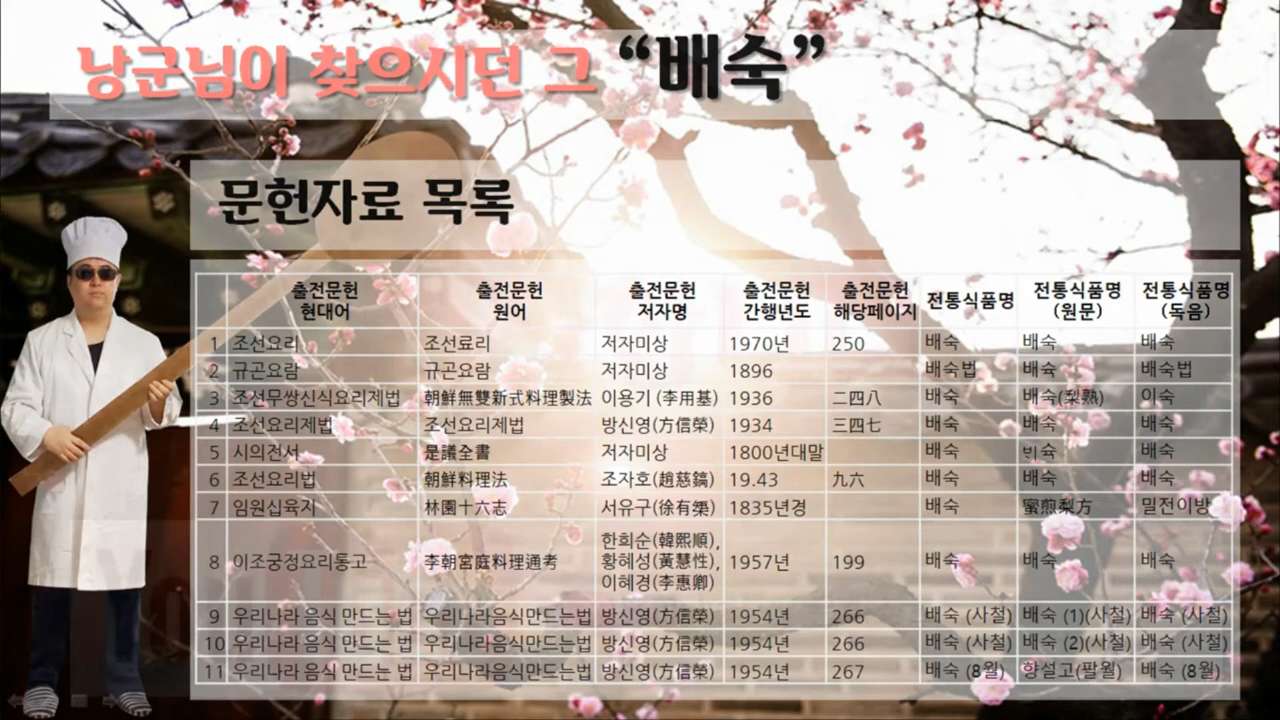 낭군님이 찾으시던 그 “배숙”
문헌자료 목록
출전문헌 현대어 출전문헌 원어 출전문헌 저자명 출전문헌 간행년도 출전문헌 해당페이지 전통식품명 전통식품명 (원문) 전통식품명 (독음)
1 조선요리 조선료리 저자미상 1970년 250 배숙 배숙 배숙
2 규곤요람 규곤요람 저자미상 1896 배숙법 배슉 배숙법
3 조선무쌍신식요리제법 朝鮮無雙新式料理製法 이용기 (李用基) 1936 二四八 배숙 배숙(梨熟) 이숙
4 조선요리제법 조선요리제법 방신영(方信榮) 1934 三四七 배숙 배숙 배숙
5 시의전서 是議全書 저자미상 1800년대말 배숙 배숙
6 조선요리법 朝鮮料理法 조자호(趙慈鎬) 19.43 九六 배숙 배숙 배숙
7 임원십육지 林園十六志 서유구(徐有榘) 1835년경 배숙 蜜煎梨方 밀전이방
8 이조궁정요리통고 李朝宮庭料理通考 한희순(韓熙順), 황혜성(黃慧性), 이혜경(李惠卿) 1957년 199 배숙 배숙 배숙
9 우리나라 음식 만드는 법 우리나라음식만드는법 방신영(方信榮) 1954년 266 배숙 (사철) 배숙 (1)(사철) 배숙 (사철)
10 우리나라 음식 만드는 법 우리나라음식만드는법 방신영(方信榮) 1954년 266 배숙 (사철) 배숙 (2)(사철) 배숙 (사철)
11 우리나라 음식 만드는 법 우리나라음식만드는법 방신영(方信榮) 1954년 267 배숙 (8월) 향설고(팔월) 배숙 (8월)